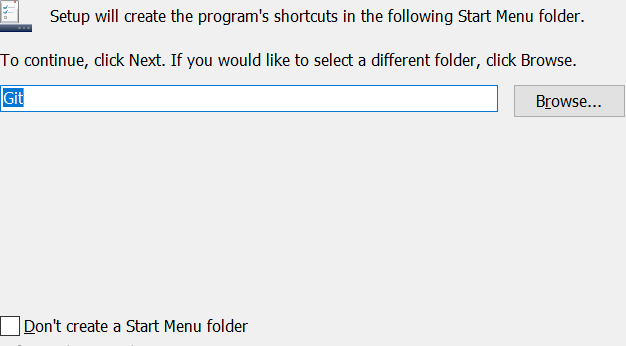 Setup will create the program's shortcuts in the following Start Menu folder.
To continue, click Next. If you would like to select a different folder, click Browse.
Git
Browse...
Don't create a Start Menu folder